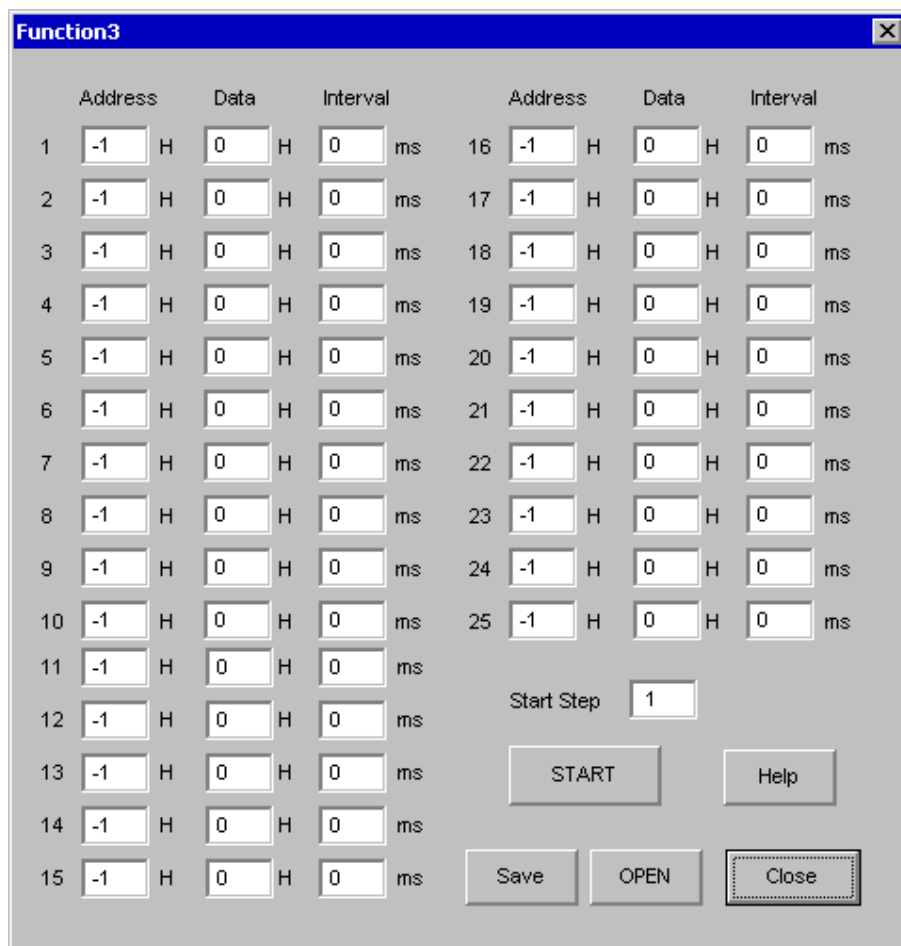 Function3
Address Data Interval Address Data Interval
1 -1 H 0 H 0 ms 16 -1 H 0 H 0 ms
2 -1 H 0 H 0 ms 17 -1 H 0 H 0 ms
3 -1 H 0 H 0 ms 18 -1 H 0 H 0 ms
4 -1 H 0 H 0 ms 19 -1 H 0 H 0 ms
5 -1 H 0 H 0 ms 20 -1 H 0 H 0 ms
6 -1 H 0 H 0 ms 21 -1 H 0 H 0 ms
7 -1 H 0 H 0 ms 22 -1 H 0 H 0 ms
8 -1 H 0 H 0 ms 23 -1 H 0 H 0 ms
9 -1 H 0 H 0 ms 24 -1 H 0 H 0 ms
10 -1 H 0 H 0 ms 25 -1 H 0 H 0 ms
11 -1 H 0 H 0 ms
12 -1 H 0 H 0 ms
13 -1 H 0 H 0 ms
14 -1 H 0 H 0 ms
15 -1 H 0 H 0 ms
Start Step 1
START Help
Save OPEN Close